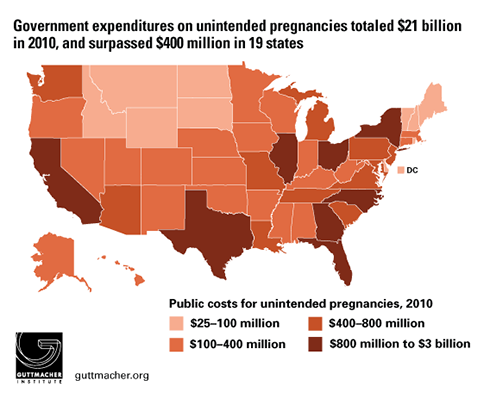 Government expenditures on unintended pregnancies totaled $21 billion
in 2010, and surpassed $400 million in 19 states
DC
Public costs for unintended pregnancies, 2010
$25–100 million
$400–800 million
$100–400 million
$800 million to $3 billion
GUTTMACHER
INSTITUTE
guttmacher.org